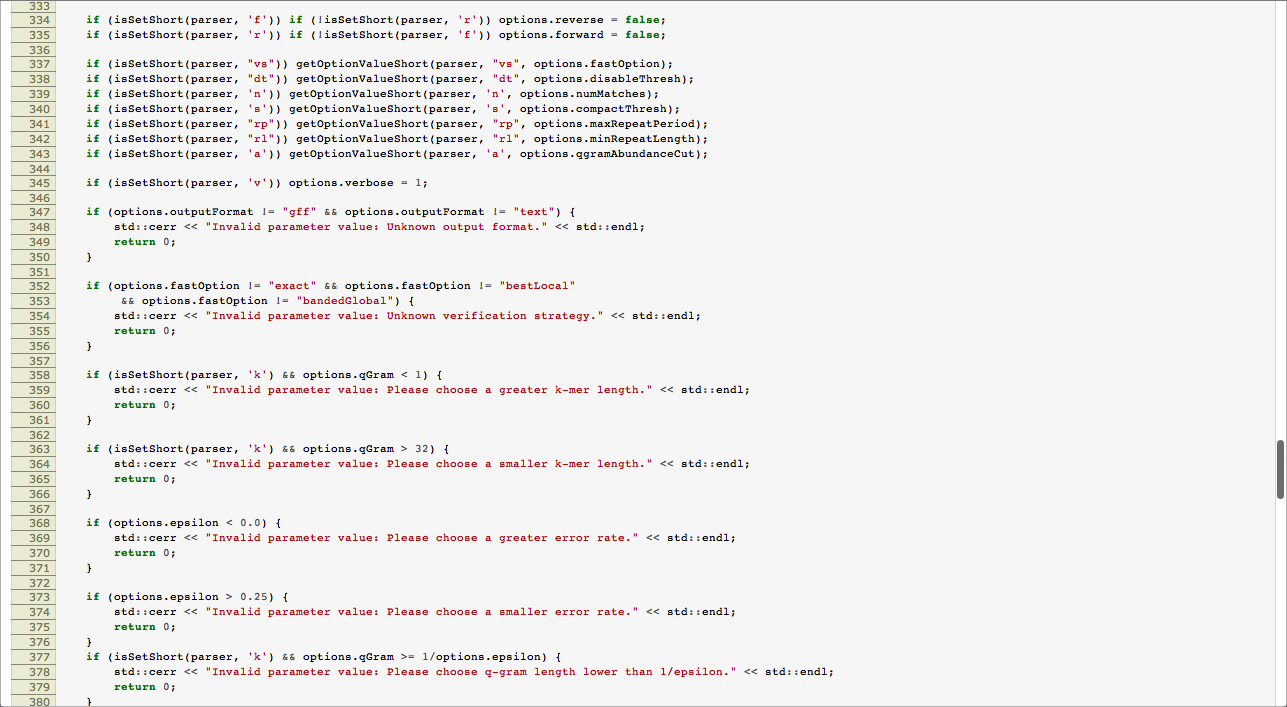 333
334 if (isSetShort(parser, 'f')) if (!isSetShort(parser, 'r')) options.reverse = false;
335 if (isSetShort(parser, 'r')) if (!isSetShort(parser, 'f')) options.forward = false;
336
337 if (isSetShort(parser, "vs")) getOptionValueShort(parser, "vs", options.fastOption);
338 if (isSetShort(parser, "dt")) getOptionValueShort(parser, "dt", options.disableThresh);
339 if (isSetShort(parser, 'n')) getOptionValueShort(parser, 'n', options.numMatches);
340 if (isSetShort(parser, 's')) getOptionValueShort(parser, 's', options.compactThresh);
341 if (isSetShort(parser, "rp")) getOptionValueShort(parser, "rp", options.maxRepeatPeriod);
342 if (isSetShort(parser, "rl")) getOptionValueShort(parser, "rl", options.minRepeatLength);
343 if (isSetShort(parser, 'a')) getOptionValueShort(parser, 'a', options.qgramAbundanceCut);
344
345 if (isSetShort(parser, 'v')) options.verbose = 1;
346
347 if (options.outputFormat != "gff" && options.outputFormat != "text") {
348 std::cerr << "Invalid parameter value: Unknown output format." << std::endl;
349 return 0;
350 }
351
352 if (options.fastOption != "exact" && options.fastOption != "bestLocal"
353 && options.fastOption != "bandedGlobal") {
354 std::cerr << "Invalid parameter value: Unknown verification strategy." << std::endl;
355 return 0;
356 }
357
358 if (isSetShort(parser, 'k') && options.qGram < 1) {
359 std::cerr << "Invalid parameter value: Please choose a greater k-mer length." << std::endl;
360 return 0;
361 }
362
363 if (isSetShort(parser, 'k') && options.qGram > 32) {
364 std::cerr << "Invalid parameter value: Please choose a smaller k-mer length." << std::endl;
365 return 0;
366 }
367
368 if (options.epsilon < 0.0) {
369 std::cerr << "Invalid parameter value: Please choose a greater error rate." << std::endl;
370 return 0;
371 }
372
373 if (options.epsilon > 0.25) {
374 std::cerr << "Invalid parameter value: Please choose a smaller error rate." << std::endl;
375 return 0;
376 }
377 if (isSetShort(parser, 'k') && options.qGram >= 1/options.epsilon) {
378 std::cerr << "Invalid parameter value: Please choose q-gram length lower than 1/epsilon." << std::endl;
379 return 0;
380 }